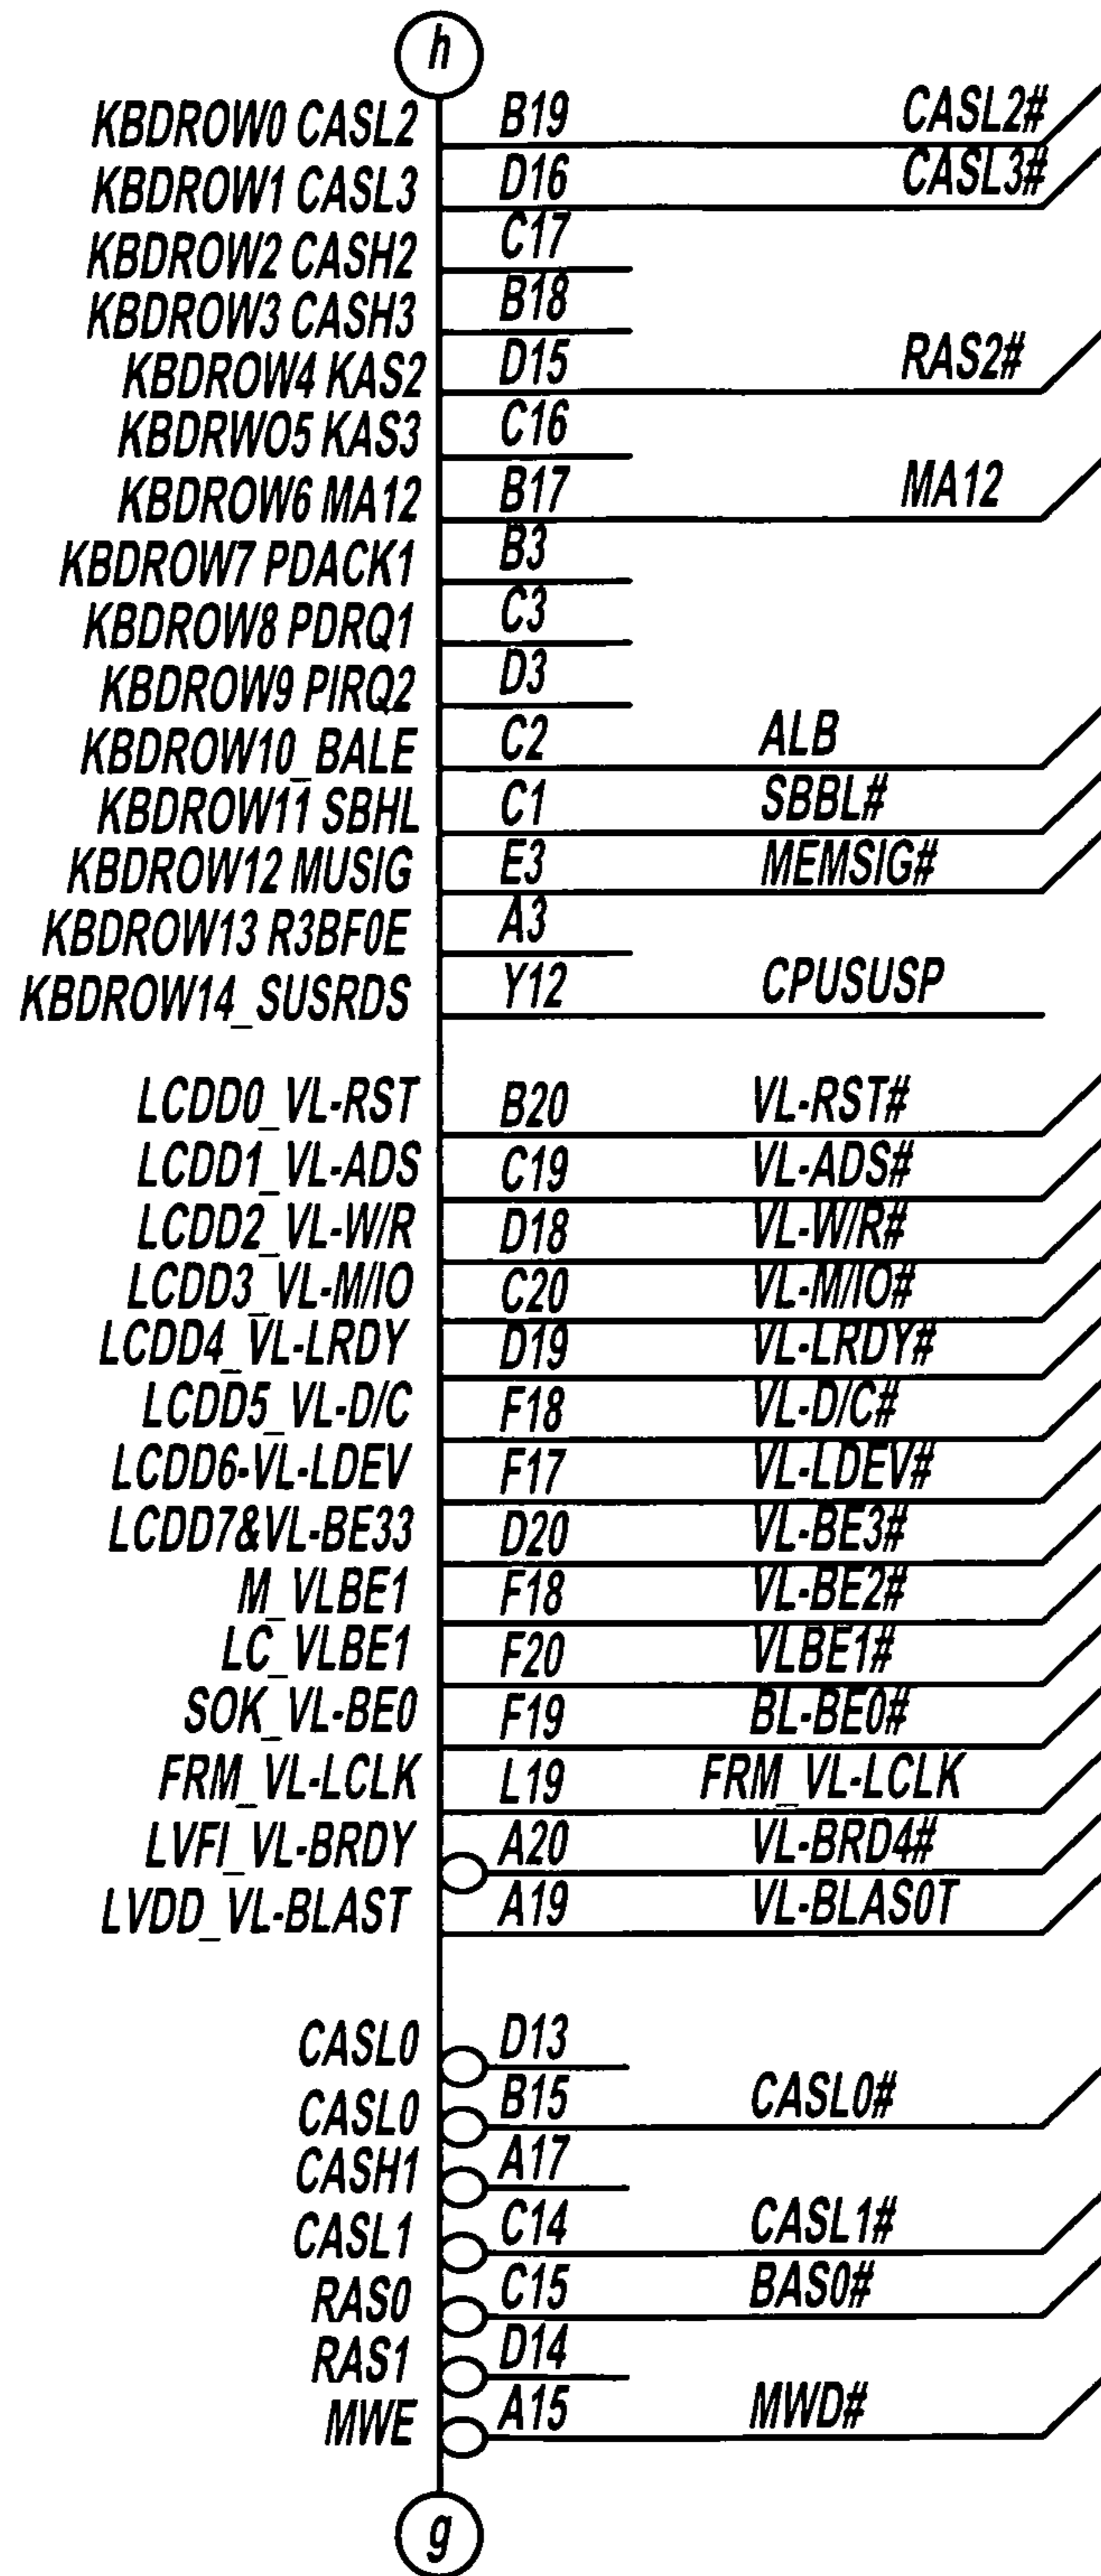 h
KBDROW0 CASL2 B19 CASL2#
KBDROW1 CASL3 D16 CASL3#
KBDROW2 CASH2 C17
KBDROW3 CASH3 B18
KBDROW4 KAS2 D15 RAS2#
KBDRWO5 KAS3 C16
KBDROW6 MA12 B17 MA12
KBDROW7 PDACK1 B3
KBDROW8 PDRQ1 C3
KBDROW9 PIRQ2 D3
KBDROW10_BALE C2 ALB
KBDROW11 SBHL C1 SBBL#
KBDROW12 MUSIG E3 MEMSIG#
KBDROW13 R3BF0E A3
KBDROW14_SUSRDS Y12 CPUSUSP
LCDD0_VL-RST B20 VL-RST#
LCDD1_VL-ADS C19 VL-ADS#
LCDD2_VL-W/R D18 VL-W/R#
LCDD3_VL-M/IO C20 VL-M/IO#
LCDD4_VL-LRDY D19 VL-LRDY#
LCDD5_VL-D/C F18 VL-D/C#
LCDD6-VL-LDEV F17 VL-LDEV#
LCDD7&VL-BE33 D20 VL-BE3#
M_VLBE1 F18 VL-BE2#
LC_VLBE1 F20 VLBE1#
SOK_VL-BE0 F19 BL-BE0#
FRM_VL-LCLK L19 FRM_VL-LCLK
LVFI_VL-BRDY A20 VL-BRD4#
LVDD_VL-BLAST A19 VL-BLAS0T
CASL0 D13
CASL0 B15 CASL0#
CASH1 A17
CASL1 C14 CASL1#
RAS0 C15 BAS0#
RAS1 D14
MWE A15 MWD#
g